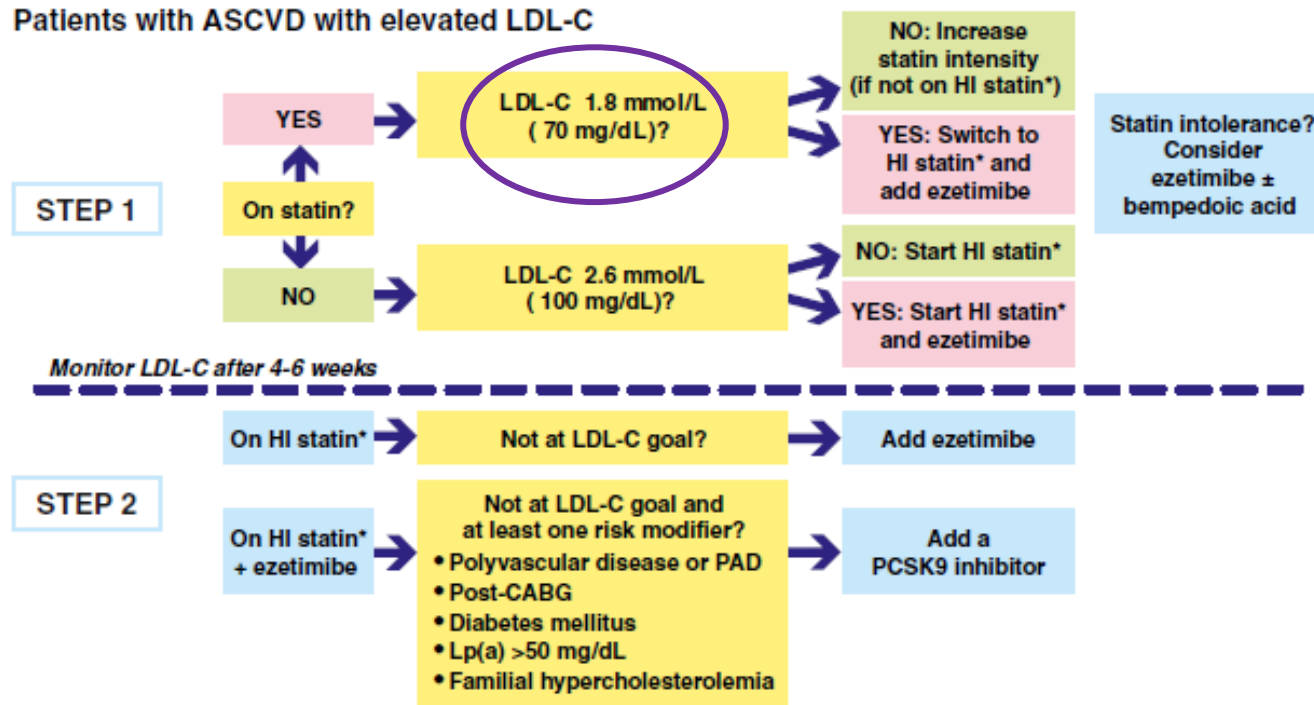 Patients with ASCVD with elevated LDL-C
STEP 1
On statin?
YES
LDL-C 1.8 mmol/L
( 70 mg/dL)?
NO: Increase
statin intensity
(if not on HI statin*)
YES: Switch to
HI statin* and
add ezetimibe
NO
LDL-C 2.6 mmol/L
( 100 mg/dL)?
NO: Start HI statin*
YES: Start HI statin*
and ezetimibe
Statin intolerance?
Consider
ezetimibe ±
bempedoic acid
Monitor LDL-C after 4-6 weeks
STEP 2
On HI statin*
Not at LDL-C goal?
Add ezetimibe
On HI statin*
+ ezetimibe
Not at LDL-C goal and
at least one risk modifier?
• Polyvascular disease or PAD
• Post-CABG
• Diabetes mellitus
• Lp(a) >50 mg/dL
• Familial hypercholesterolemia
Add a
PCSK9 inhibitor